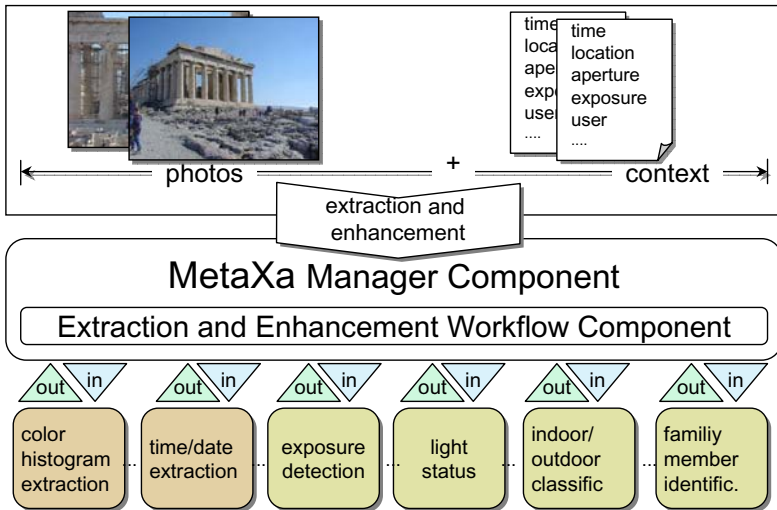 time
location
aper
expo
user
....
time
location
aperture
exposure
user
....
photos + context
extraction and
enhancement
MetaXa Manager Component
Extraction and Enhancement Workflow Component
out in out in out in out in out in out in
color
histogram
extraction
...
time/date
extraction
...
exposure
detection
...
light
status
...
indoor/
outdoor
classific
...
familiy
member
identific.